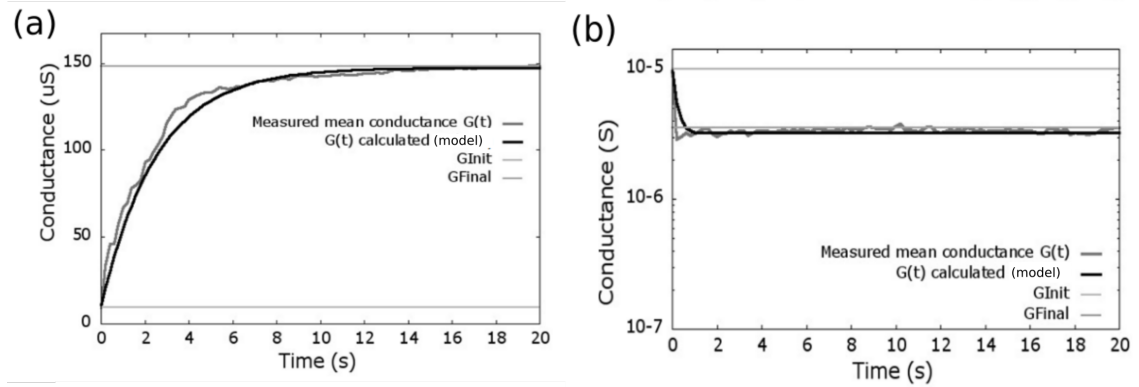 (a)
Conductance (uS)
150
100
50
0
Measured mean conductance G(t)
G(t) calculated (model)
GInit
GFinal
0 2 4 6 8 10 12 14 16 18 20
Time (s)
(b)
Conductance (S)
10-5
10-6
10-7
Measured mean conductance G(t)
G(t) calculated (model)
GInit
GFinal
0 2 4 6 8 10 12 14 16 18 20
Time (s)